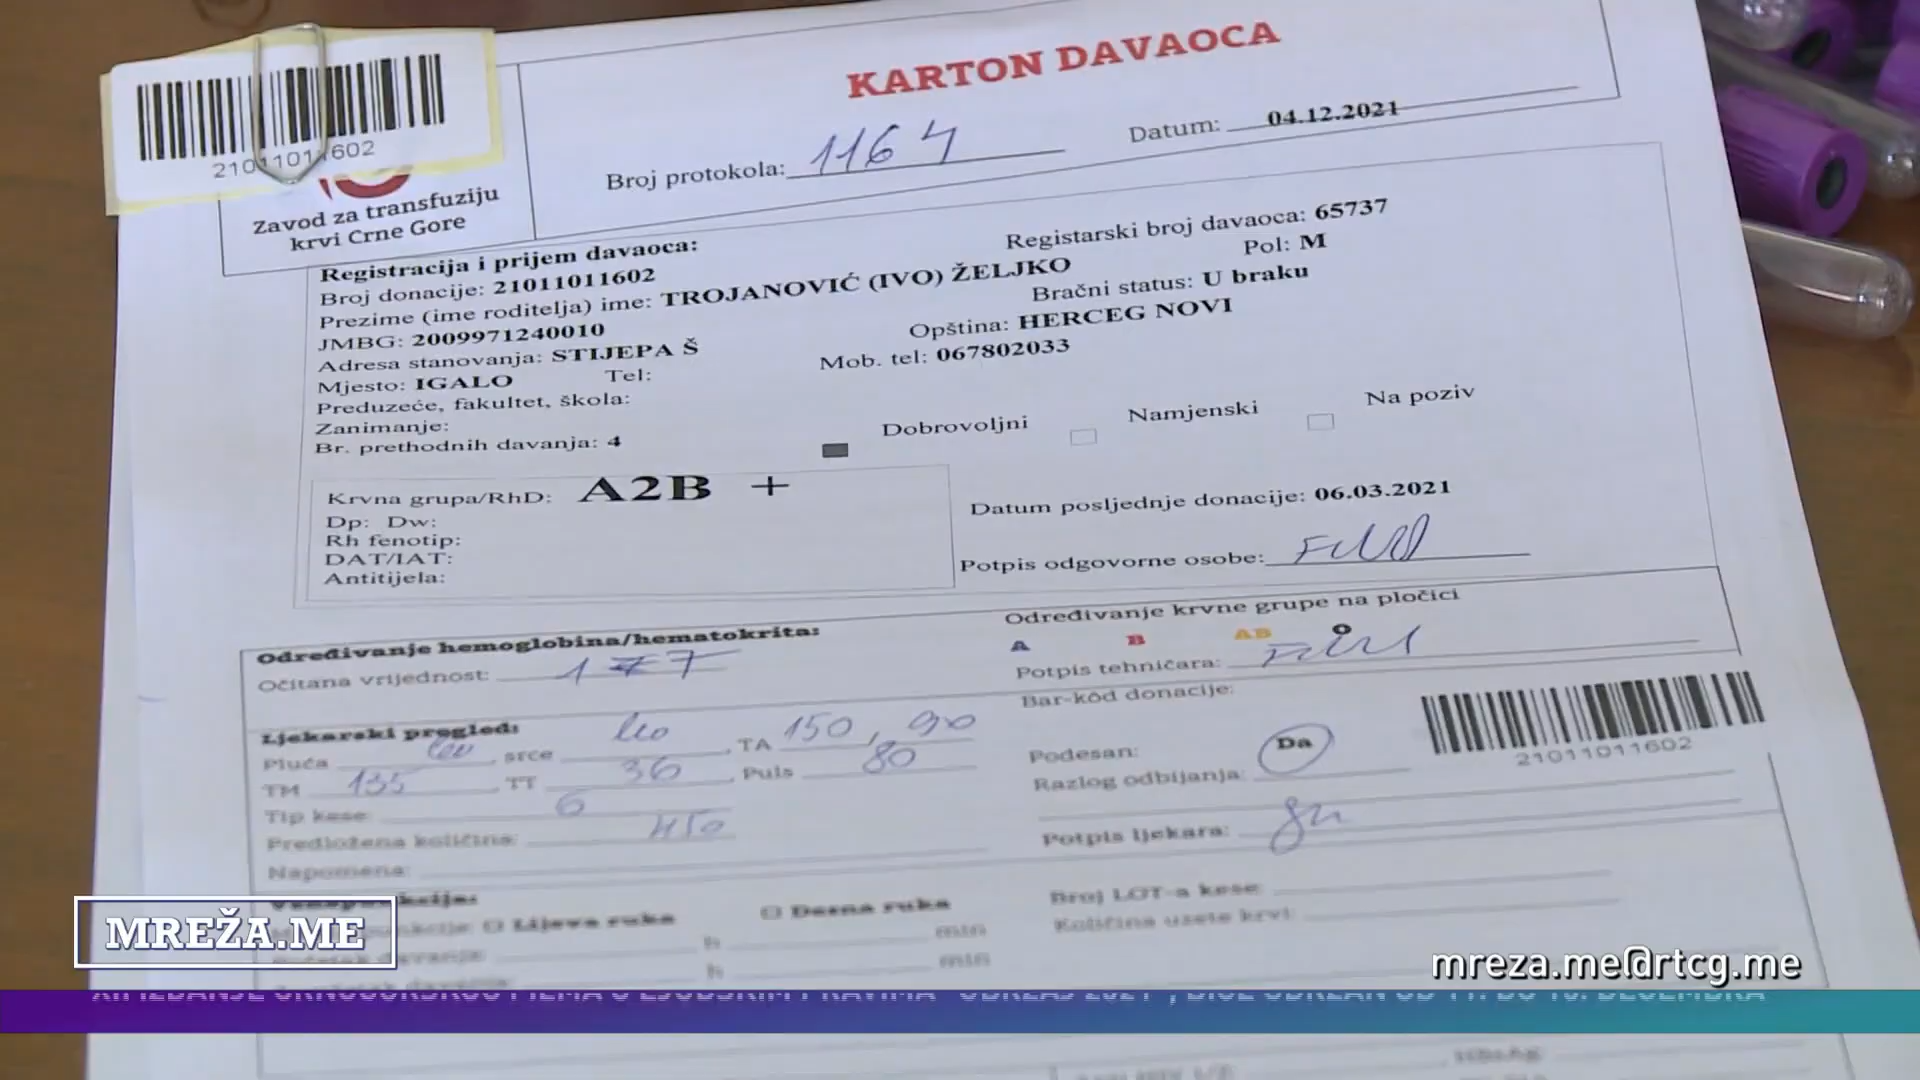 KARTON DAVAOCA
21011011602
Broj protokola: 1164
Datum: 04.12.2021
Zavod za transfuziju
krvi Crne Gore
Registracija i prijem davaoca:
Registarski broj davaoca: 65737
Broj donacije: 21011011602
Pol: M
Prezime (ime roditelja) ime: TROJANOVIĆ (IVO) ŽELJKO
Bračni status: U braku
JMBG: 2009971240010
Opština: HERCEG NOVI
Adresa stanovanja: STIJEPA Š
Mob. tel: 067802033
Mjesto: IGALO Tel:
Preduzeće, fakultet, škola:
Zanimanje:
Br. prethodnih davanja: 4
Dobrovoljni Namjenski Na poziv
Krvna grupa/RhD: A2B +
Datum posljednje donacije: 06.03.2021
Dp: Dw:
Rh fenotip:
DAT/IAT:
Antitijela:
Potpis odgovorne osobe:
Određivanje hemoglobina/hematokrita:
Određivanje krvne grupe na pločici
A B AB O
Očitana vrijednost: 177
Potpis tehničara:
Bar-kod donacije:
21011011602
Ljekarski pregled:
Pluća , srce , TA 150, 90
TM 135 , TT 36 , Puls 80
Tip kese: 6
Predložena količina: 450
Napomena:
Podesan: Da
Razlog odbijanja:
Potpis ljekara:
Lijeva ruka Desna ruka
h min
h min
Broj LOT-a kese:
Količina uzete krvi:
MREŽA.ME
mreza.me@rtcg.me